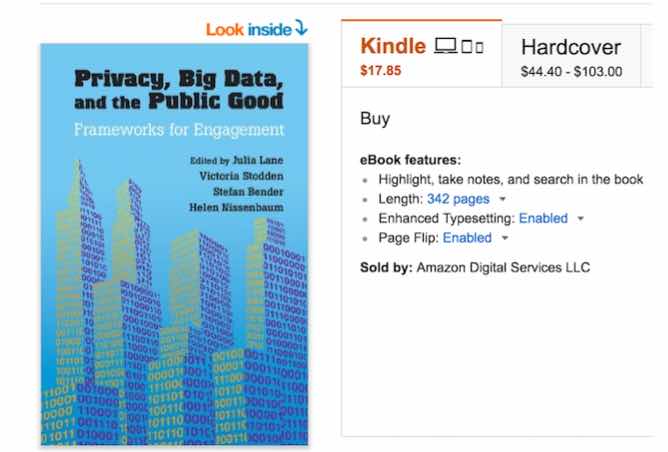 Look inside
Privacy, Big Data,
and the Public Good
Frameworks for Engagement
Edited by Julia Lane
Victoria Stodden
Stefan Bender
Helen Nissenbaum
Kindle
$17.85
Hardcover
$44.40 - $103.00
Buy
eBook features:
• Highlight, take notes, and search in the book
• Length: 342 pages
• Enhanced Typesetting: Enabled
• Page Flip: Enabled
Sold by: Amazon Digital Services LLC